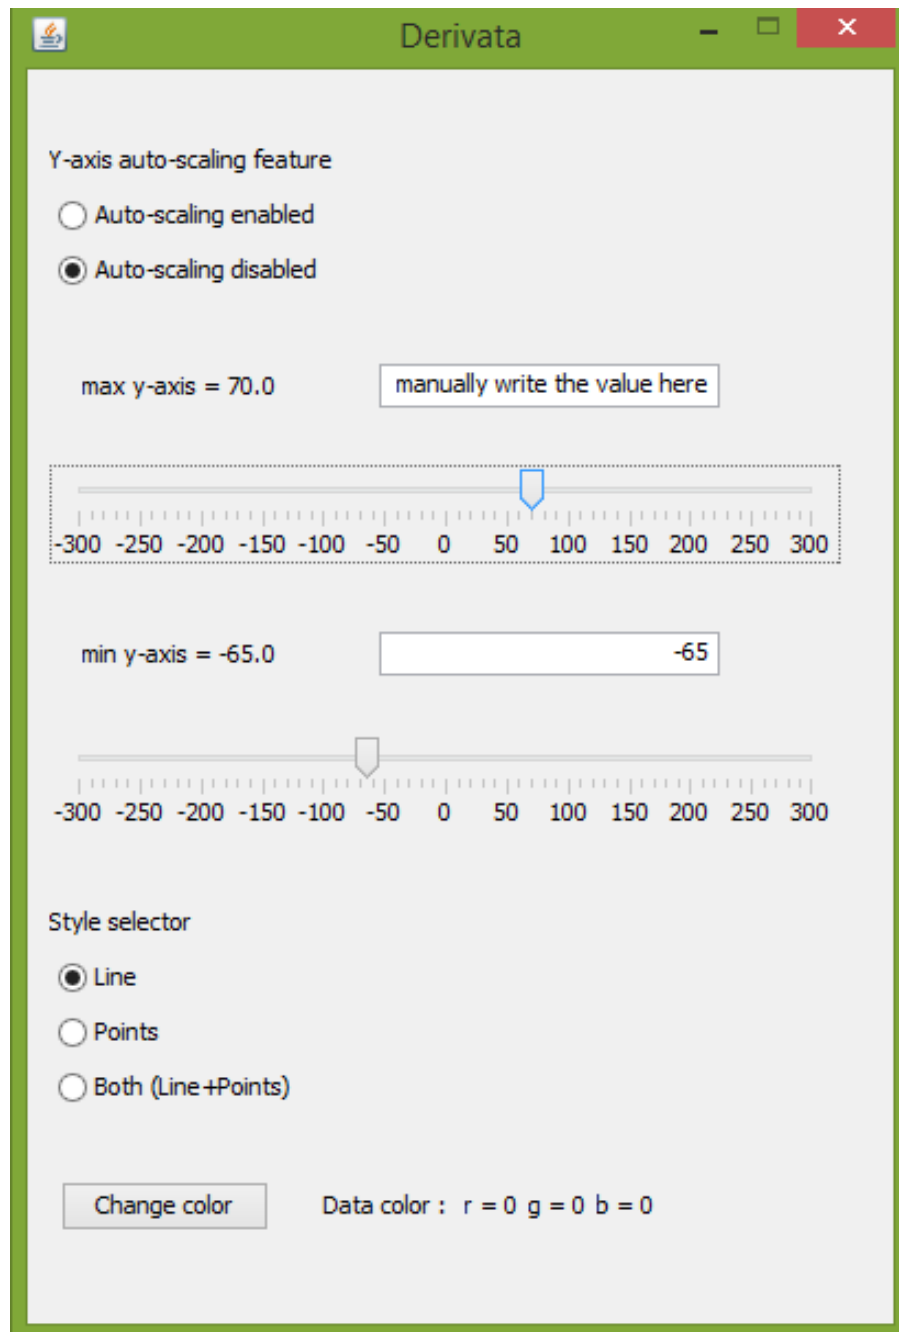 Derivata
Y-axis auto-scaling feature
Auto-scaling enabled
Auto-scaling disabled
max y-axis = 70.0 manually write the value here
-300 -250 -200 -150 -100 -50 0 50 100 150 200 250 300
min y-axis = -65.0 -65
-300 -250 -200 -150 -100 -50 0 50 100 150 200 250 300
Style selector
Line
Points
Both (Line+Points)
Change color Data color : r = 0 g = 0 b = 0